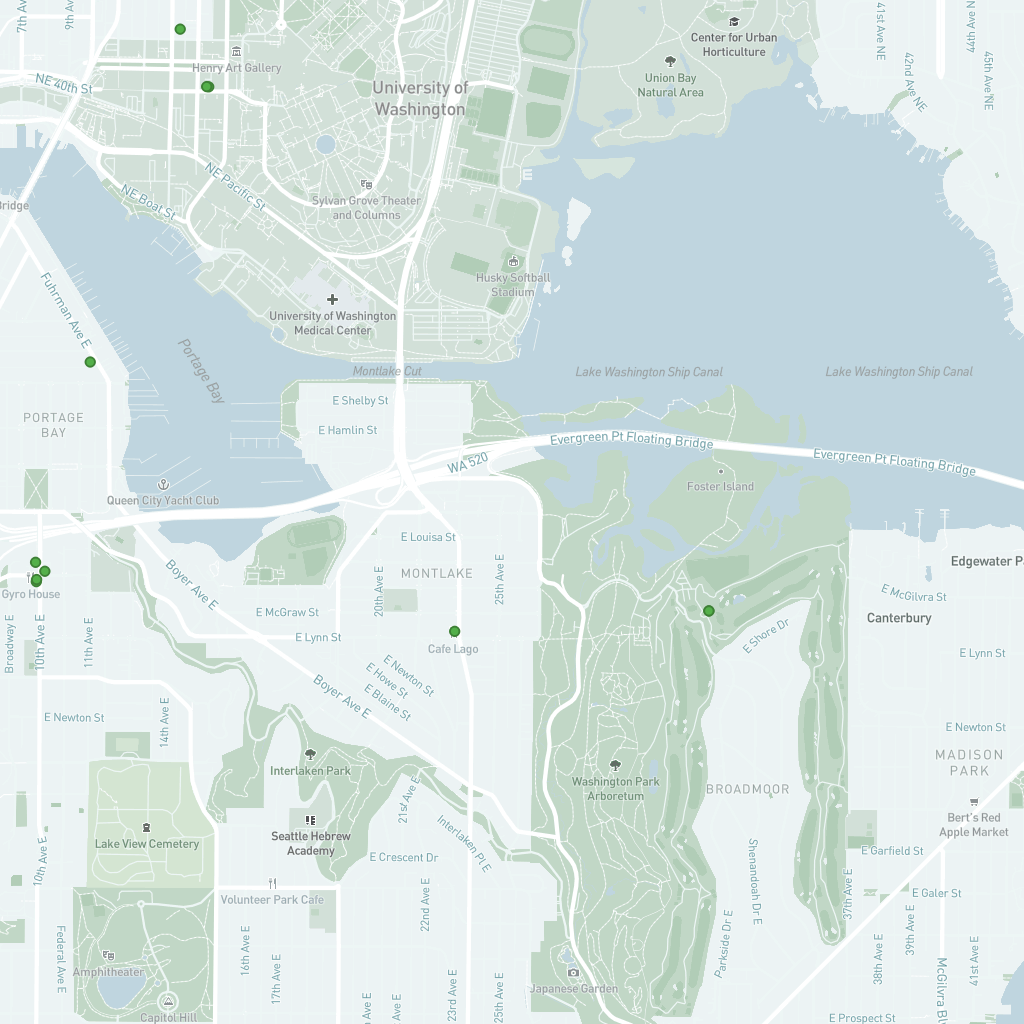 7th Ave
9th Ave
41st Ave NE
44th Ave N
42nd Ave NE
45th Ave NE
Center for Urban
Horticulture
Henry Art Gallery
NE 40th St
University of
Washington
Union Bay
Natural Area
NE Pacific St
NE Boat St
Sylvan Grove Theater
and Columns
Bridge
Fuhrman Ave E
Husky Softball
Stadium
University of Washington
Medical Center
Portage Bay
Montlake Cut
Lake Washington Ship Canal
Lake Washington Ship Canal
E Shelby St
E Hamlin St
PORTAGE
BAY
WA 520
Evergreen Pt Floating Bridge
Evergreen Pt Floating Bridge
Foster Island
Queen City Yacht Club
E Louisa St
MONTLAKE
20th Ave E
25th Ave E
Boyer Ave E
Gyro House
Broadway E
10th Ave E
11th Ave E
E McGraw St
E Lynn St
Cafe Lago
E Newton St
E Howe St
E Blaine St
Boyer Ave E
Edgewater Pa
E McGilvra St
Canterbury
E Shore Dr
E Lynn St
14th Ave E
E Newton St
E Newton St
MADISON
PARK
Interlaken Park
Washington Park
Arboretum
BROADMOOR
21st Ave E
Interlaken Pl E
Bert's Red
Apple Market
Lake View Cemetery
Seattle Hebrew
Academy
E Crescent Dr
E Garfield St
10th Ave E
Shenandoah Dr E
37th Ave E
E Galer St
Volunteer Park Cafe
22nd Ave E
Parkside Dr E
38th Ave E
39th Ave E
41st Ave E
McGilvra Bl
Federal Ave E
16th Ave E
17th Ave E
Amphitheater
Japanese Garden
23rd Ave E
25th Ave E
Ave E
Ave E
Capitol Hill
E Prospect St